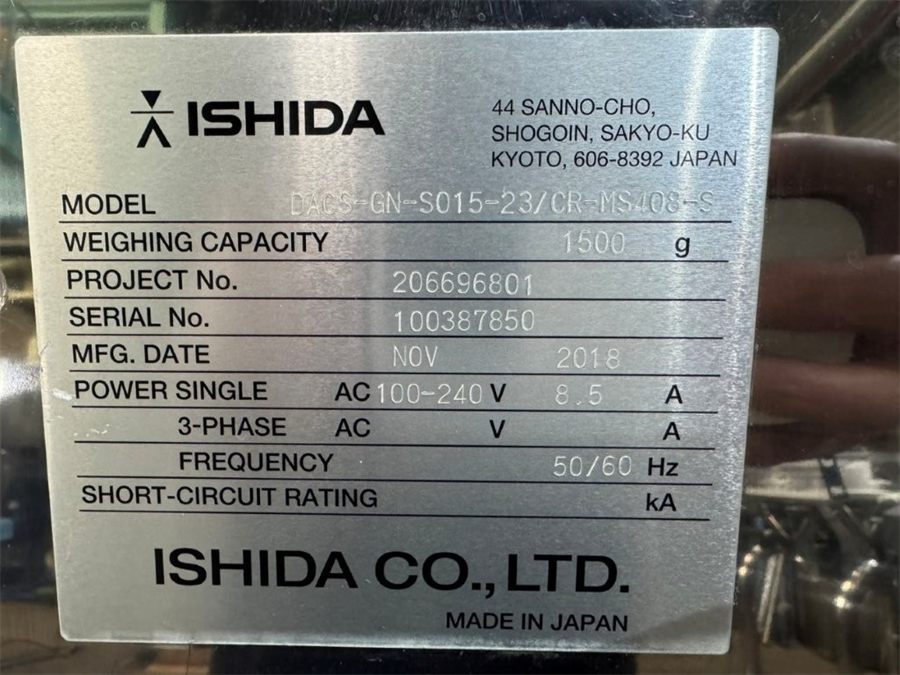 ISHIDA
44 SANNO-CHO,
SHOGOIN, SAKYO-KU
KYOTO, 606-8392 JAPAN
MODEL DACS-GN-S015-23/CR-MS408-S
WEIGHING CAPACITY 1500 g
PROJECT No. 206696801
SERIAL No. 100387850
MFG. DATE NOV 2018
POWER SINGLE AC 100-240 V 8.5 A
3-PHASE AC V A
FREQUENCY 50/60 Hz
SHORT-CIRCUIT RATING kA
ISHIDA CO., LTD.
MADE IN JAPAN